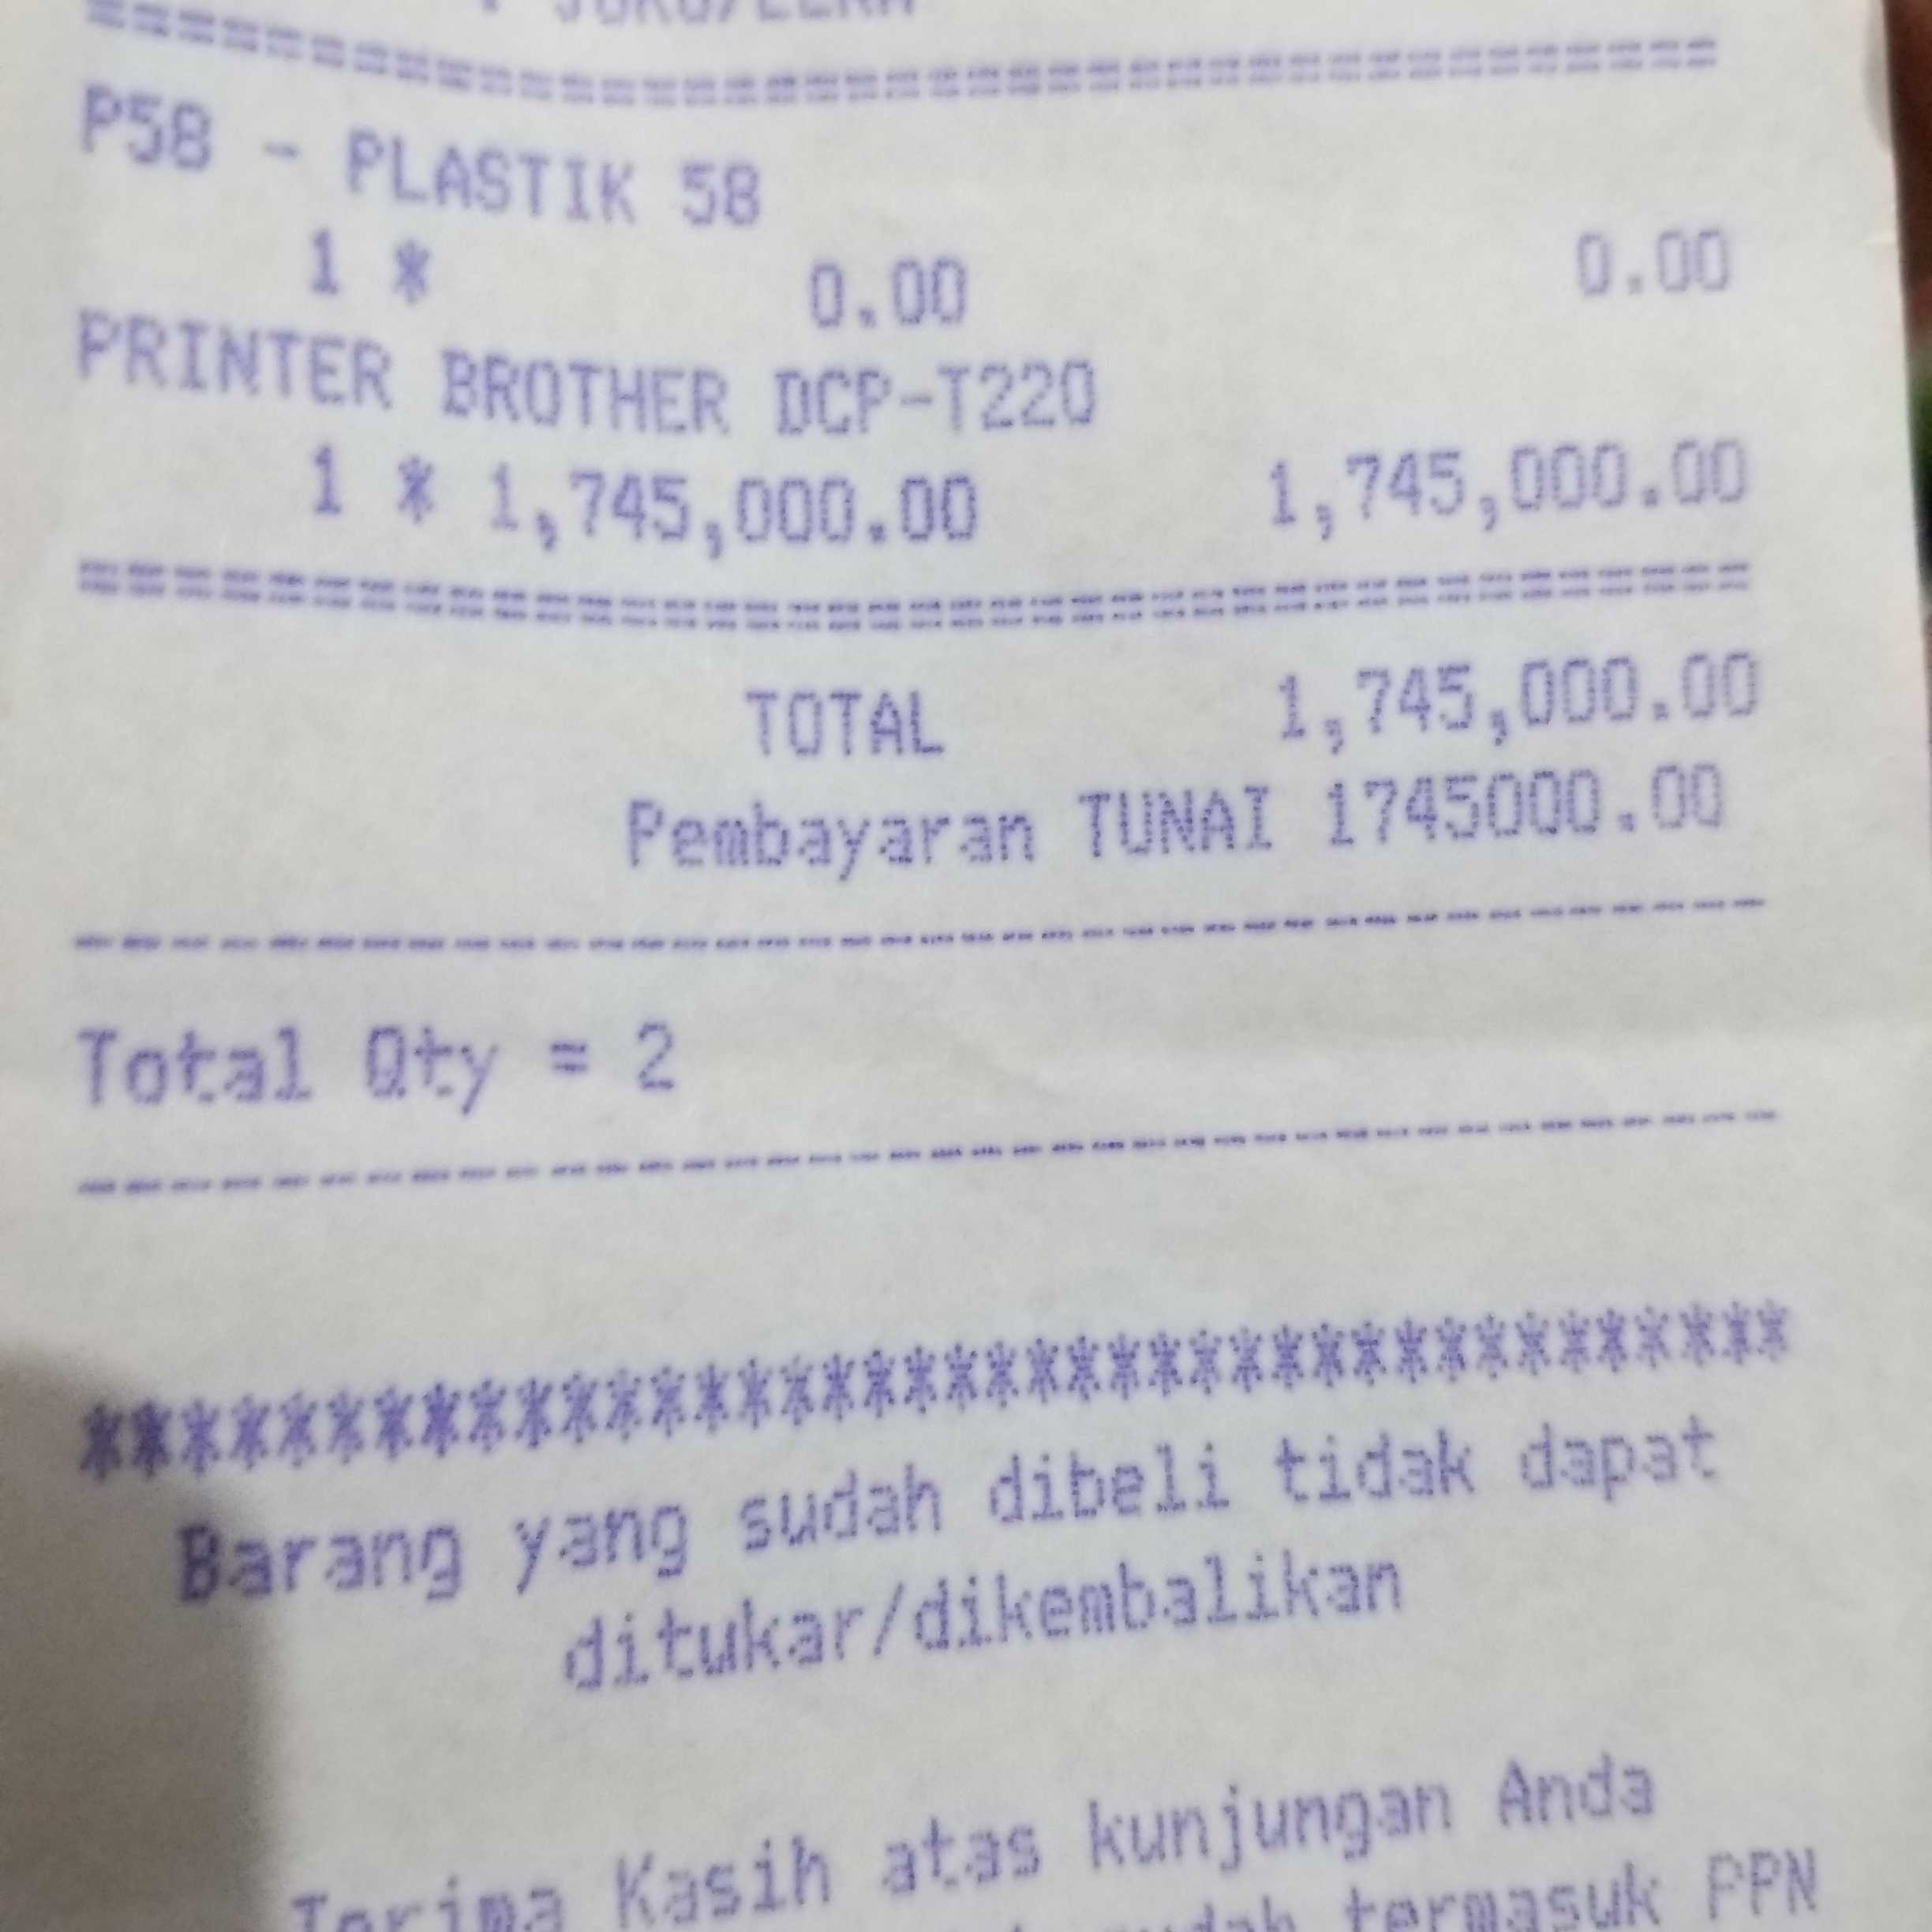 P58 - PLASTIK 58
1 * 0.00 0.00
PRINTER BROTHER DCP-T220
1 * 1,745,000.00 1,745,000.00
TOTAL 1,745,000.00
Pembayaran TUNAI 1745000.00
Total Qty = 2
****************************************
Barang yang sudah dibeli tidak dapat
ditukar/dikembalikan
Terima Kasih atas kunjungan Anda
sudah termasuk PPN